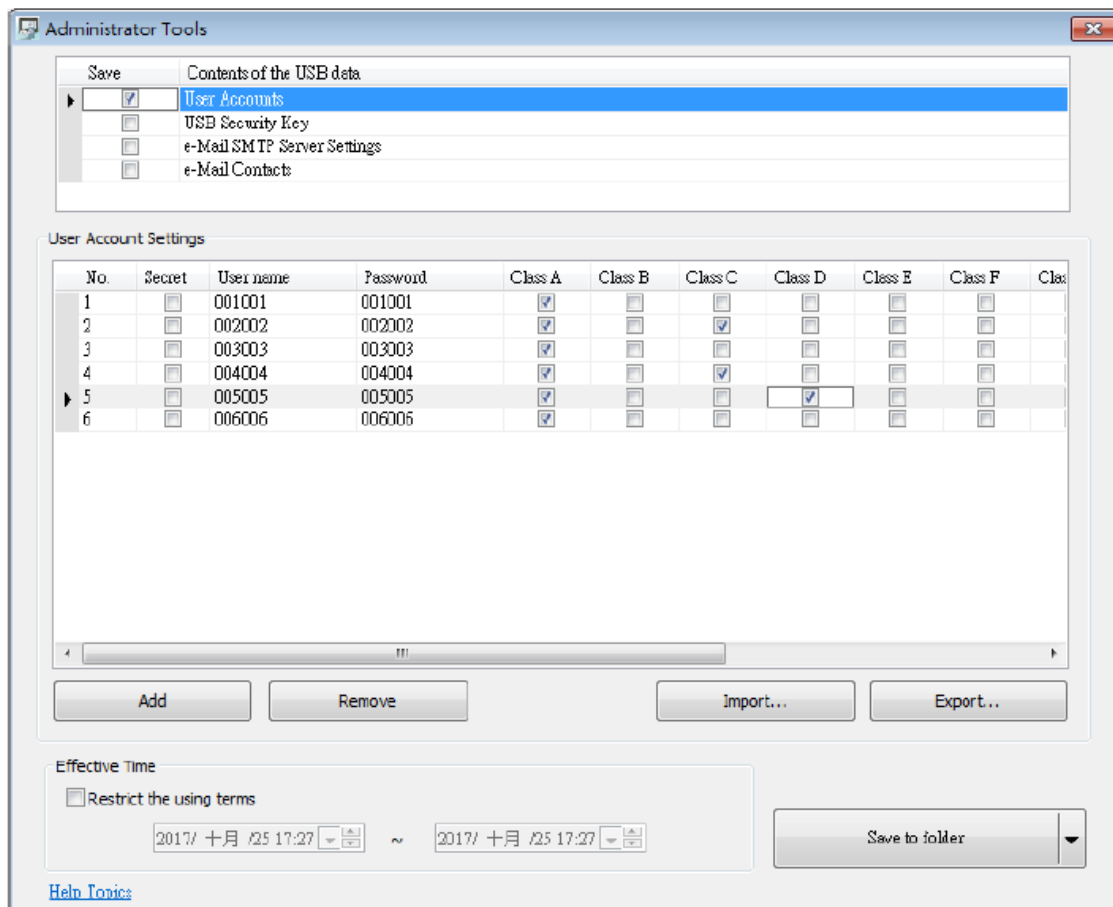 Administrator Tools
Save Contents of the USB data
User Accounts
USB Security Key
e-Mail SMTP Server Settings
e-Mail Contacts
User Account Settings
No. Secret User name Password Class A Class B Class C Class D Class E Class F Clas
1 001001 001001
2 002002 002002
3 003003 003003
4 004004 004004
5 005005 005005
6 006006 006006
Add Remove Import... Export...
Effective Time
Restrict the using terms
2017/ 十月 /25 17:27 ~ 2017/ 十月 /25 17:27
Save to folder
Help Topics